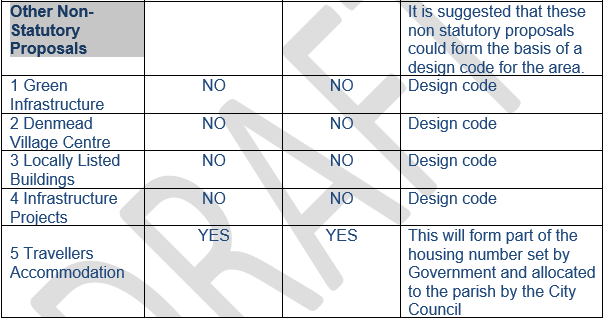 Other Non-
Statutory
Proposals
It is suggested that these
non statutory proposals
could form the basis of a
design code for the area.
1 Green
Infrastructure
NO
NO
Design code
2 Denmead
Village Centre
NO
NO
Design code
3 Locally Listed
Buildings
NO
NO
Design code
4 Infrastructure
Projects
NO
NO
Design code
5 Travellers
Accommodation
YES
YES
This will form part of the
housing number set by
Government and allocated
to the parish by the City
Council
DRAFT